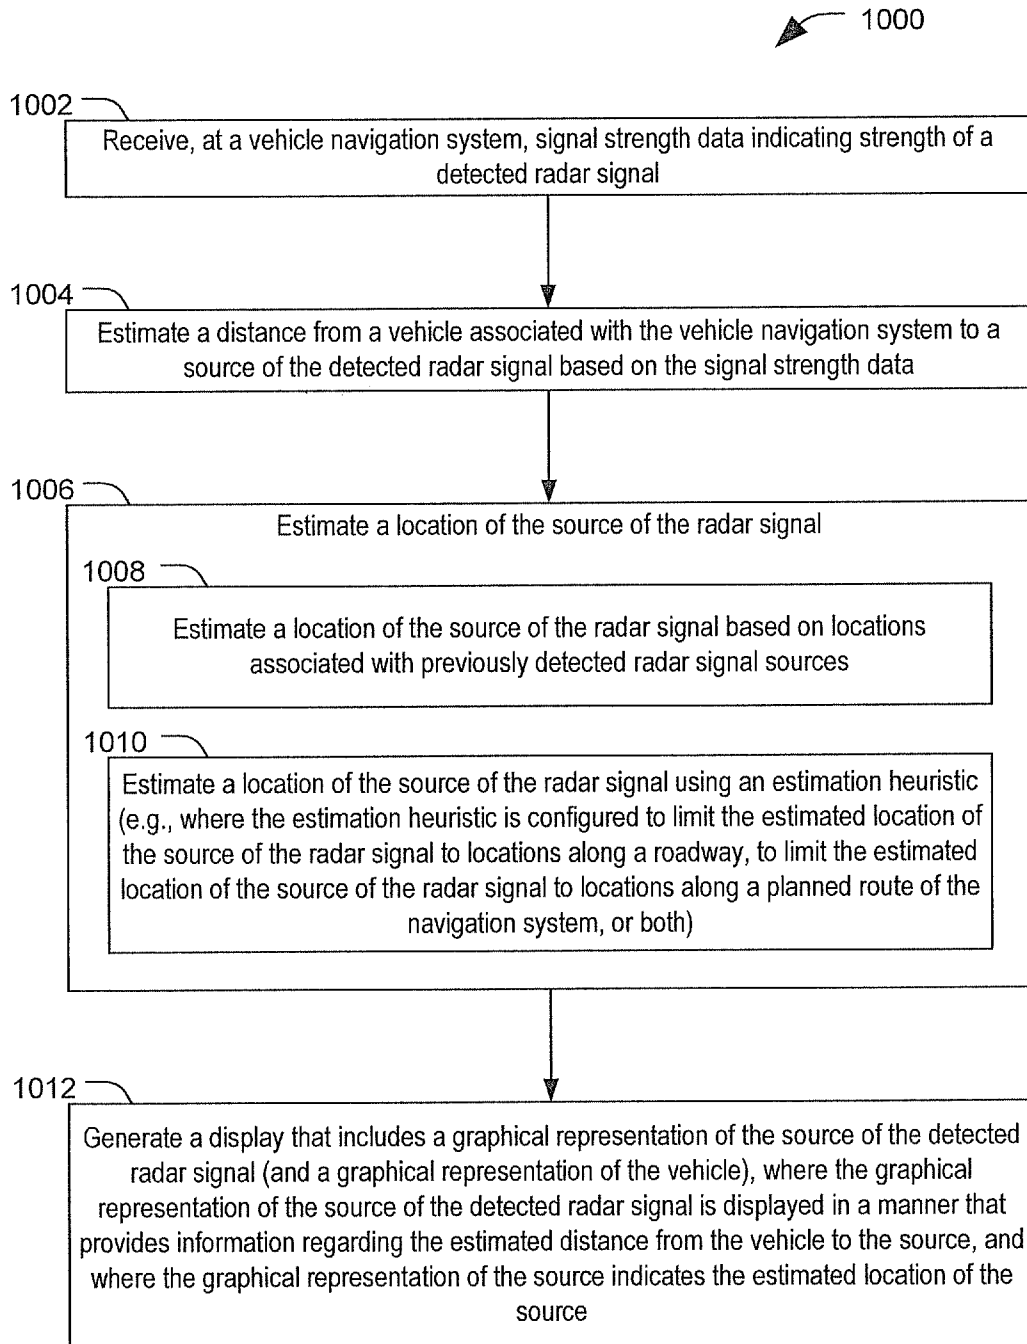 1000
1002
Receive, at a vehicle navigation system, signal strength data indicating strength of a
detected radar signal
1004
Estimate a distance from a vehicle associated with the vehicle navigation system to a
source of the detected radar signal based on the signal strength data
1006
Estimate a location of the source of the radar signal
1008
Estimate a location of the source of the radar signal based on locations
associated with previously detected radar signal sources
1010
Estimate a location of the source of the radar signal using an estimation heuristic
(e.g., where the estimation heuristic is configured to limit the estimated location of
the source of the radar signal to locations along a roadway, to limit the estimated
location of the source of the radar signal to locations along a planned route of the
navigation system, or both)
1012
Generate a display that includes a graphical representation of the source of the detected
radar signal (and a graphical representation of the vehicle), where the graphical
representation of the source of the detected radar signal is displayed in a manner that
provides information regarding the estimated distance from the vehicle to the source, and
where the graphical representation of the source indicates the estimated location of the
source